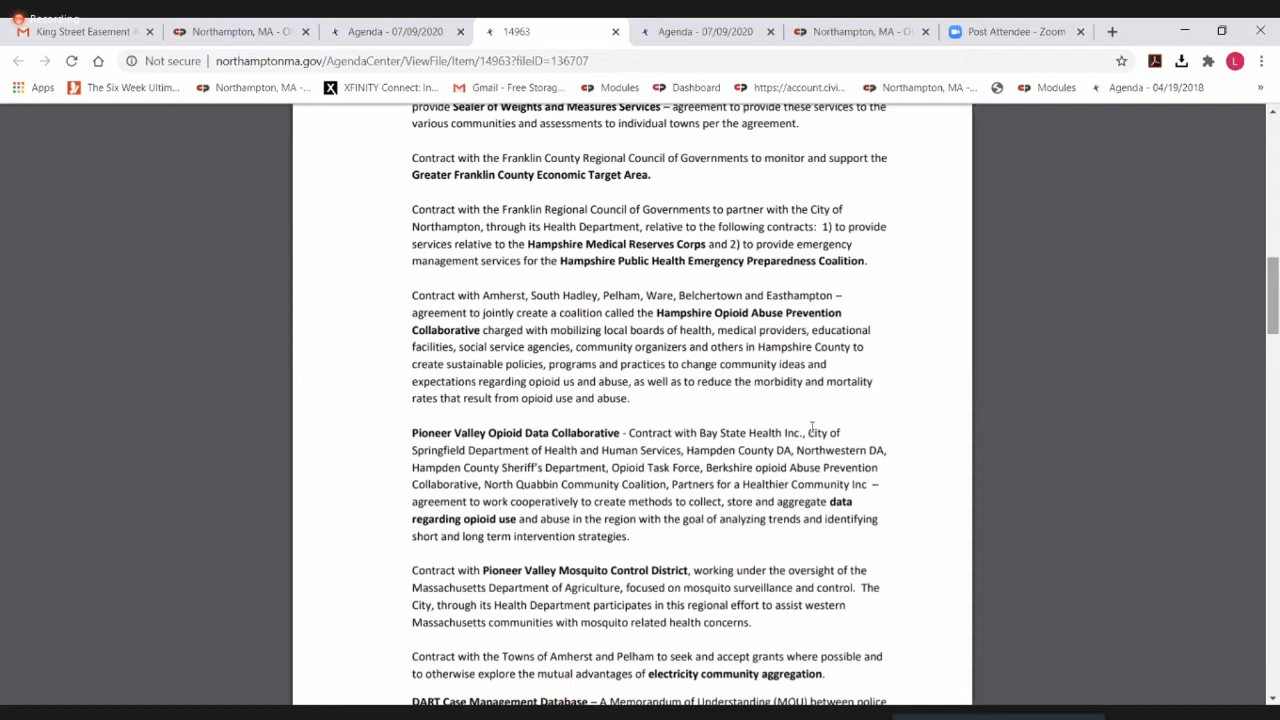 Recording
King Street Easement A
Northampton, MA - O
Agenda - 07/09/2020
14963
Agenda - 07/09/2020
Northampton, MA - O
Post Attendee - Zoom
Not secure | northamptonma.gov/AgendaCenter/ViewFile/Item/14963?fileID=136707
L
Apps
The Six Week Ultim...
Northampton, MA -...
XFINITY Connect: In...
Gmail - Free Storag...
Modules
Dashboard
https://account.civi...
Northampton, MA -...
Modules
Agenda - 04/19/2018
»
provide Sealer of Weights and Measures Services – agreement to provide these services to the
various communities and assessments to individual towns per the agreement.
Contract with the Franklin County Regional Council of Governments to monitor and support the
Greater Franklin County Economic Target Area.
Contract with the Franklin Regional Council of Governments to partner with the City of
Northampton, through its Health Department, relative to the following contracts: 1) to provide
services relative to the Hampshire Medical Reserves Corps and 2) to provide emergency
management services for the Hampshire Public Health Emergency Preparedness Coalition.
Contract with Amherst, South Hadley, Pelham, Ware, Belchertown and Easthampton –
agreement to jointly create a coalition called the Hampshire Opioid Abuse Prevention
Collaborative charged with mobilizing local boards of health, medical providers, educational
facilities, social service agencies, community organizers and others in Hampshire County to
create sustainable policies, programs and practices to change community ideas and
expectations regarding opioid us and abuse, as well as to reduce the morbidity and mortality
rates that result from opioid use and abuse.
Pioneer Valley Opioid Data Collaborative - Contract with Bay State Health Inc., City of
Springfield Department of Health and Human Services, Hampden County DA, Northwestern DA,
Hampden County Sheriff's Department, Opioid Task Force, Berkshire opioid Abuse Prevention
Collaborative, North Quabbin Community Coalition, Partners for a Healthier Community Inc –
agreement to work cooperatively to create methods to collect, store and aggregate data
regarding opioid use and abuse in the region with the goal of analyzing trends and identifying
short and long term intervention strategies.
Contract with Pioneer Valley Mosquito Control District, working under the oversight of the
Massachusetts Department of Agriculture, focused on mosquito surveillance and control. The
City, through its Health Department participates in this regional effort to assist western
Massachusetts communities with mosquito related health concerns.
Contract with the Towns of Amherst and Pelham to seek and accept grants where possible and
to otherwise explore the mutual advantages of electricity community aggregation.
DART Case Management Database – A Memorandum of Understanding (MOU) between police